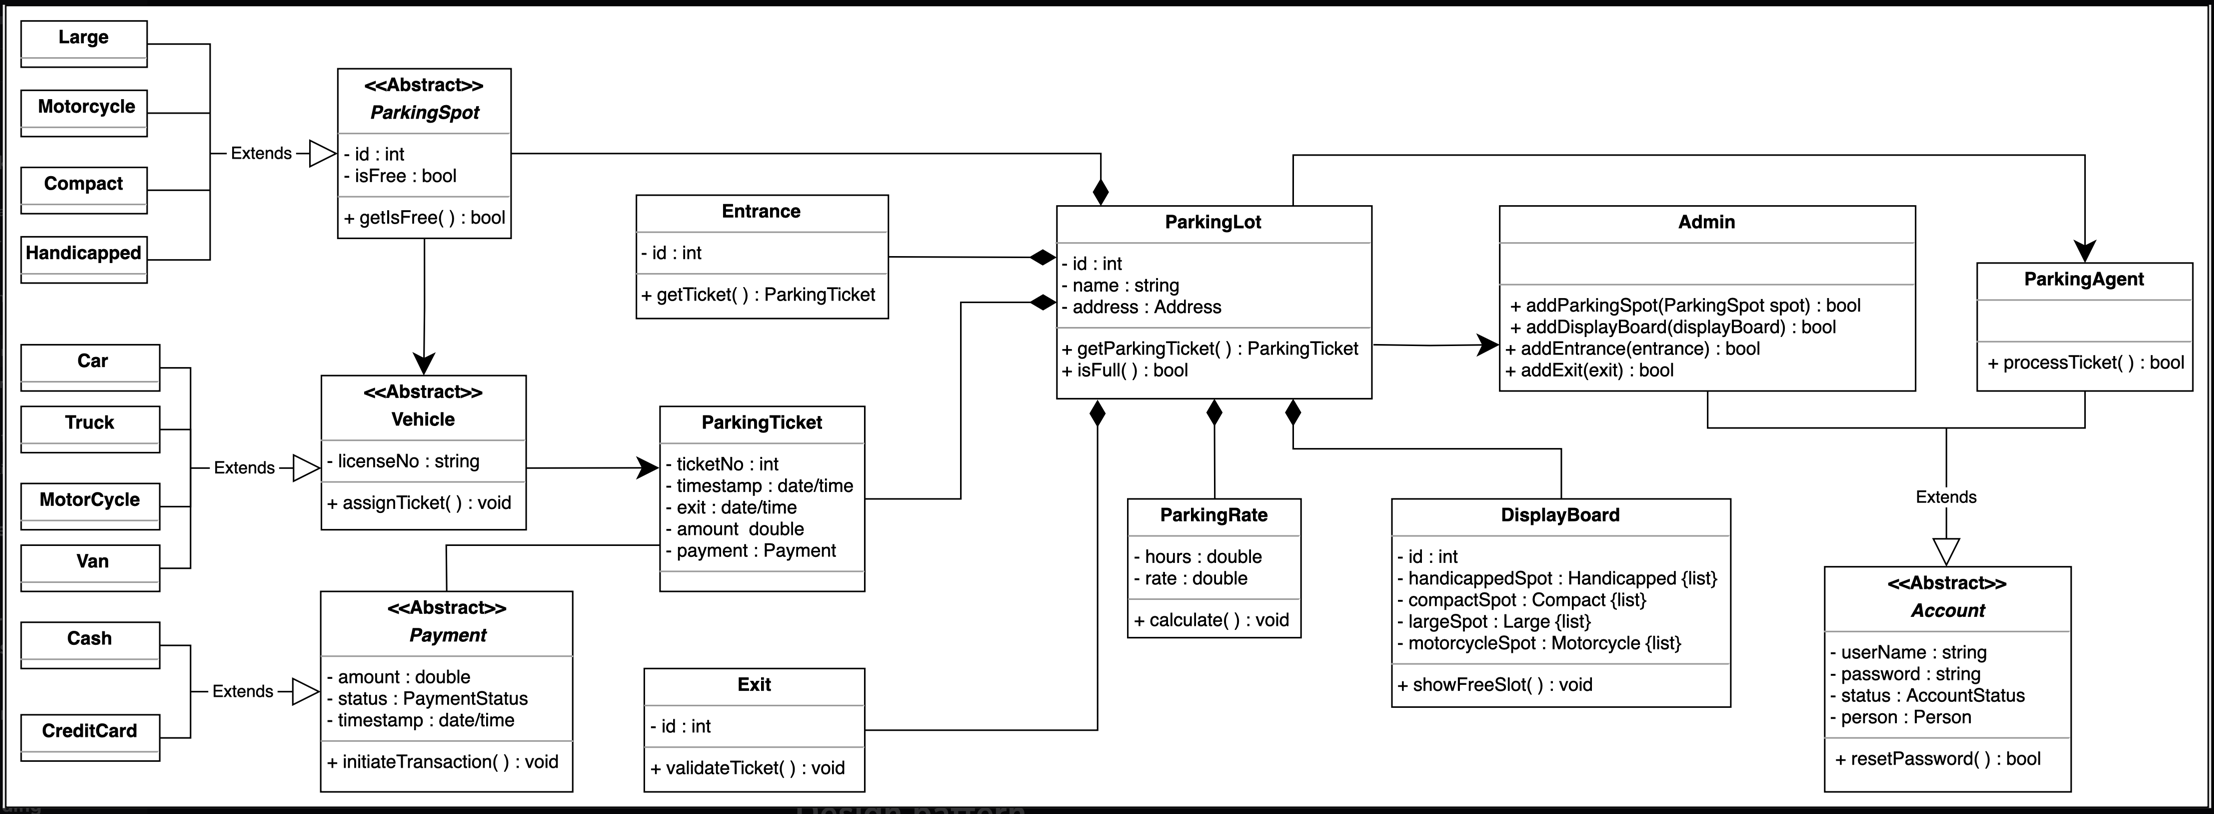 Large
Motorcycle
Compact
Handicapped
Extends
<<Abstract>>
ParkingSpot
- id : int
- isFree : bool
+ getIsFree( ) : bool
Entrance
- id : int
+ getTicket( ) : ParkingTicket
ParkingLot
- id : int
- name : string
- address : Address
+ getParkingTicket( ) : ParkingTicket
+ isFull( ) : bool
Admin
+ addParkingSpot(ParkingSpot spot) : bool
+ addDisplayBoard(displayBoard) : bool
+ addEntrance(entrance) : bool
+ addExit(exit) : bool
ParkingAgent
+ processTicket( ) : bool
Car
Truck
MotorCycle
Van
Extends
<<Abstract>>
Vehicle
- licenseNo : string
+ assignTicket( ) : void
ParkingTicket
- ticketNo : int
- timestamp : date/time
- exit : date/time
- amount  double
- payment : Payment
Cash
CreditCard
Extends
<<Abstract>>
Payment
- amount : double
- status : PaymentStatus
- timestamp : date/time
+ initiateTransaction( ) : void
Exit
- id : int
+ validateTicket( ) : void
ParkingRate
- hours : double
- rate : double
+ calculate( ) : void
DisplayBoard
- id : int
- handicappedSpot : Handicapped {list}
- compactSpot : Compact {list}
- largeSpot : Large {list}
- motorcycleSpot : Motorcycle {list}
+ showFreeSlot( ) : void
Extends
<<Abstract>>
Account
- userName : string
- password : string
- status : AccountStatus
- person : Person
+ resetPassword( ) : bool
Design pattern